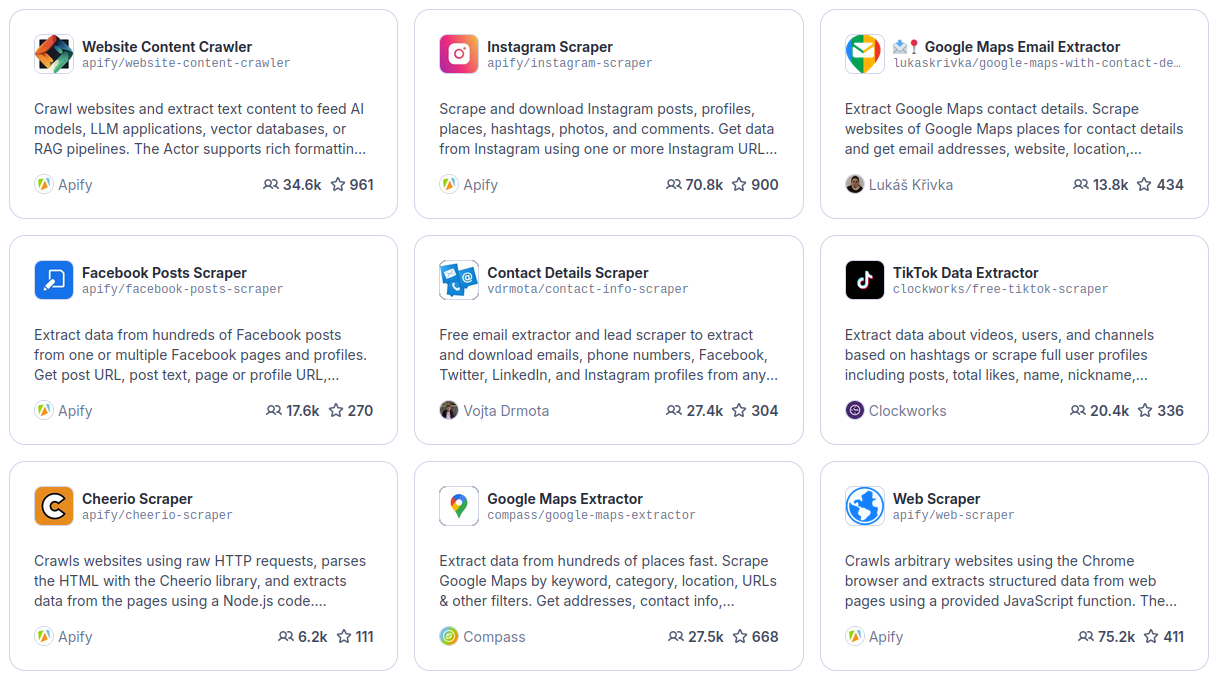 Website Content Crawler
apify/website-content-crawler
Crawl websites and extract text content to feed AI
models, LLM applications, vector databases, or
RAG pipelines. The Actor supports rich formattin...
Apify
34.6k 961
Instagram Scraper
apify/instagram-scraper
Scrape and download Instagram posts, profiles,
places, hashtags, photos, and comments. Get data
from Instagram using one or more Instagram URL...
Apify
70.8k 900
Google Maps Email Extractor
lukaskrivka/google-maps-with-contact-de…
Extract Google Maps contact details. Scrape
websites of Google Maps places for contact details
and get email addresses, website, location,...
Lukáš Křivka
13.8k 434
Facebook Posts Scraper
apify/facebook-posts-scraper
Extract data from hundreds of Facebook posts
from one or multiple Facebook pages and profiles.
Get post URL, post text, page or profile URL,...
Apify
17.6k 270
Contact Details Scraper
vdrmota/contact-info-scraper
Free email extractor and lead scraper to extract
and download emails, phone numbers, Facebook,
Twitter, LinkedIn, and Instagram profiles from any...
Vojta Drmota
27.4k 304
TikTok Data Extractor
clockworks/free-tiktok-scraper
Extract data about videos, users, and channels
based on hashtags or scrape full user profiles
including posts, total likes, name, nickname,...
Clockworks
20.4k 336
Cheerio Scraper
apify/cheerio-scraper
Crawls websites using raw HTTP requests, parses
the HTML with the Cheerio library, and extracts
data from the pages using a Node.js code....
Apify
6.2k 111
Google Maps Extractor
compass/google-maps-extractor
Extract data from hundreds of places fast. Scrape
Google Maps by keyword, category, location, URLs
& other filters. Get addresses, contact info,...
Compass
27.5k 668
Web Scraper
apify/web-scraper
Crawls arbitrary websites using the Chrome
browser and extracts structured data from web
pages using a provided JavaScript function. The...
Apify
75.2k 411